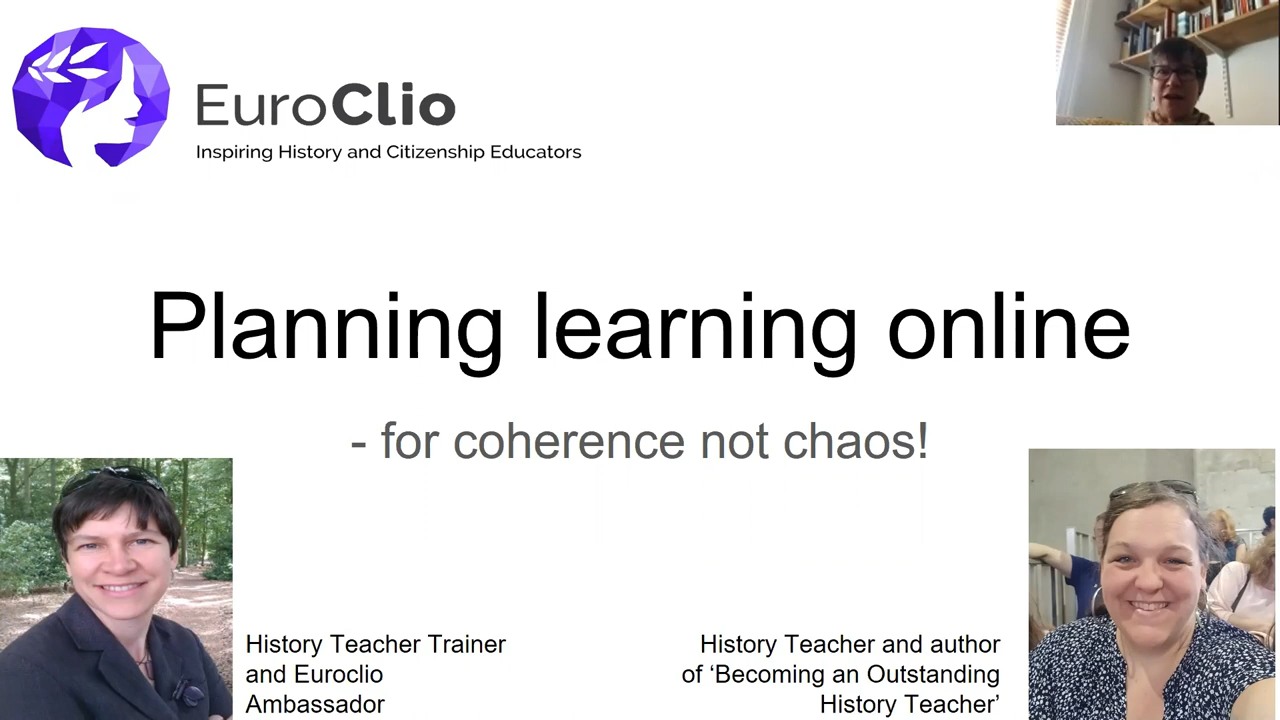 EuroClio
Inspiring History and Citizenship Educators
Planning learning online
- for coherence not chaos!
History Teacher Trainer
and Euroclio
Ambassador
History Teacher and author
of ‘Becoming an Outstanding
History Teacher’